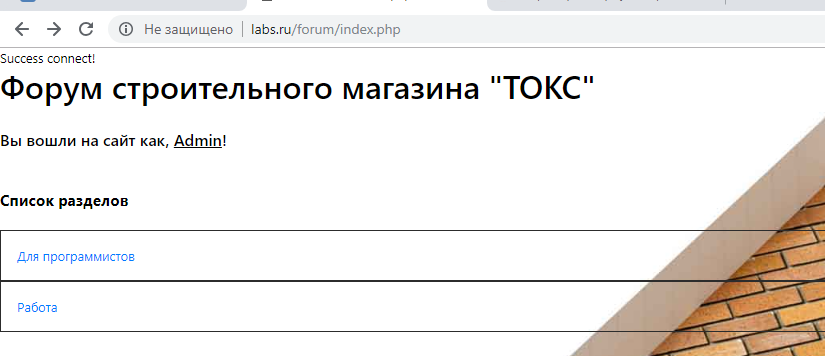 Не защищено labs.ru/forum/index.php
Success connect!
Форум строительного магазина "ТОКС"
Вы вошли на сайт как, Admin!
Список разделов
Для программистов
Работа